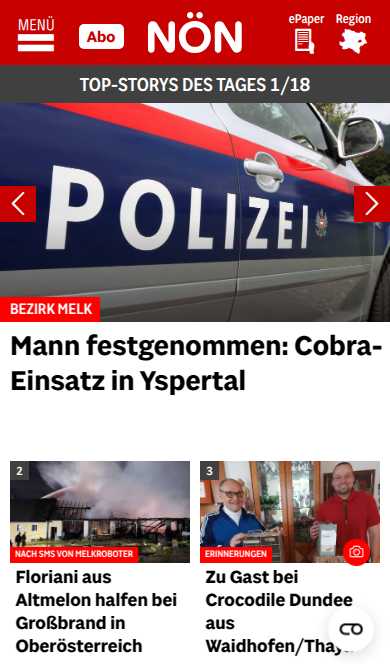 MENÜ
Abo
NÖN
ePaper
Region
TOP-STORYS DES TAGES 1/18
POLIZEI
BEZIRK MELK
Mann festgenommen: Cobra-
Einsatz in Yspertal
2
NACH SMS VON MELKROBOTER
Floriani aus
Altmelon halfen bei
Großbrand in
Oberösterreich
3
ERINNERUNGEN
Zu Gast bei
Crocodile Dundee
aus
Waidhofen/Thaya